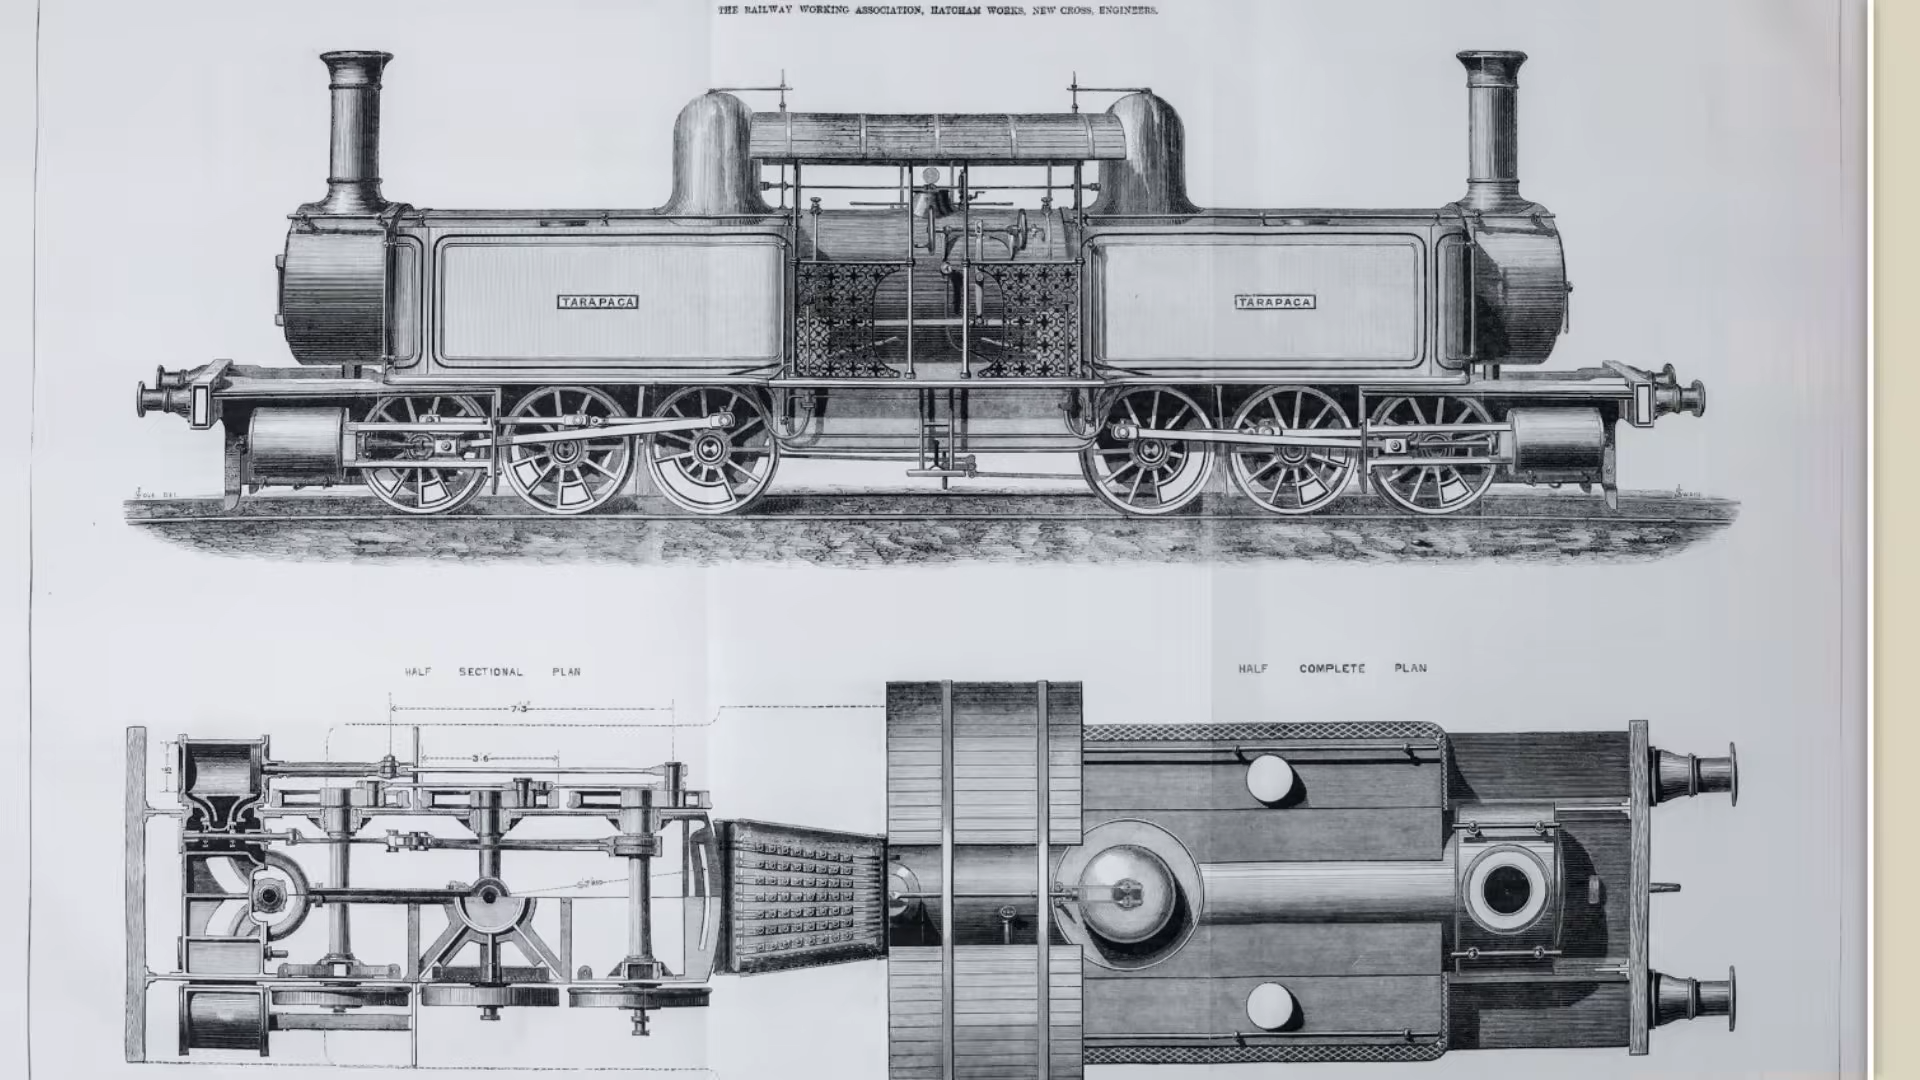 THE RAILWAY WORKING ASSOCIATION, HATCHAM WORKS, NEW CROSS, ENGINEERS.
TARAPACA
TARAPACA
HALF SECTIONAL PLAN
HALF COMPLETE PLAN
7'3"
3'6"